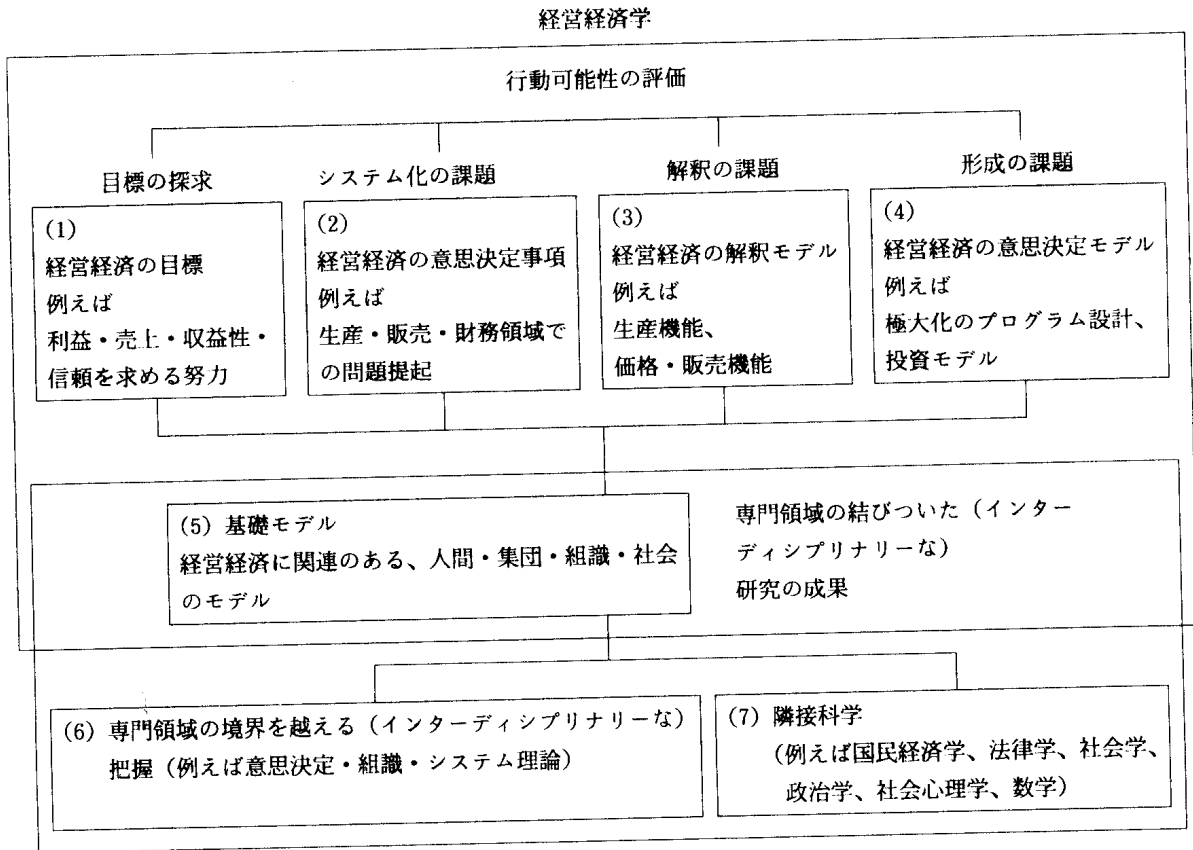 経営経済学
行動可能性の評価
目標の探求
システム化の課題
解釈の課題
形成の課題
(1)
経営経済の目標
例えば
利益・売上・収益性・
信頼を求める努力
(2)
経営経済の意思決定事項
例えば
生産・販売・財務領域で
の問題提起
(3)
経営経済の解釈モデル
例えば
生産機能、
価格・販売機能
(4)
経営経済の意思決定モデル
例えば
極大化のプログラム設計、
投資モデル
(5) 基礎モデル
経営経済に関連のある、人間・集団・組織・社会
のモデル
専門領域の結びついた（インター
ディシプリナリーな）
研究の成果
(6) 専門領域の境界を越える（インターディシプリナリーな）
把握（例えば意思決定・組織・システム理論）
(7) 隣接科学
（例えば国民経済学、法律学、社会学、
政治学、社会心理学、数学）